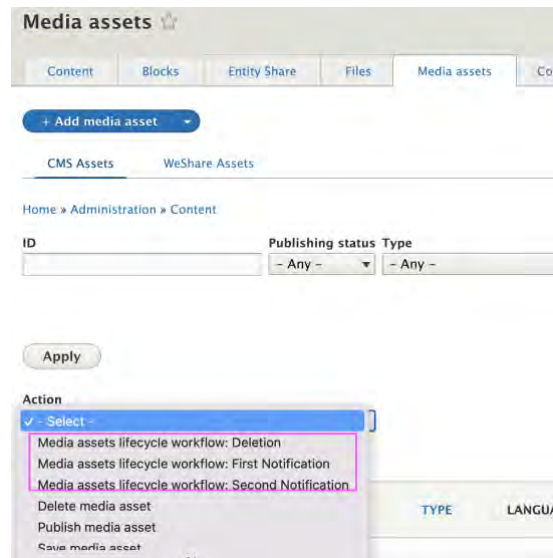 Media assets
Content Blocks Entity Share Files Media assets Co
+ Add media asset
CMS Assets WeShare Assets
Home » Administration » Content
ID Publishing status Type
- Any - - Any -
Apply
Action
✓ - Select -
Media assets lifecycle workflow: Deletion
Media assets lifecycle workflow: First Notification
Media assets lifecycle workflow: Second Notification
Delete media asset
TYPE LANGUA
Publish media asset
Save media asset